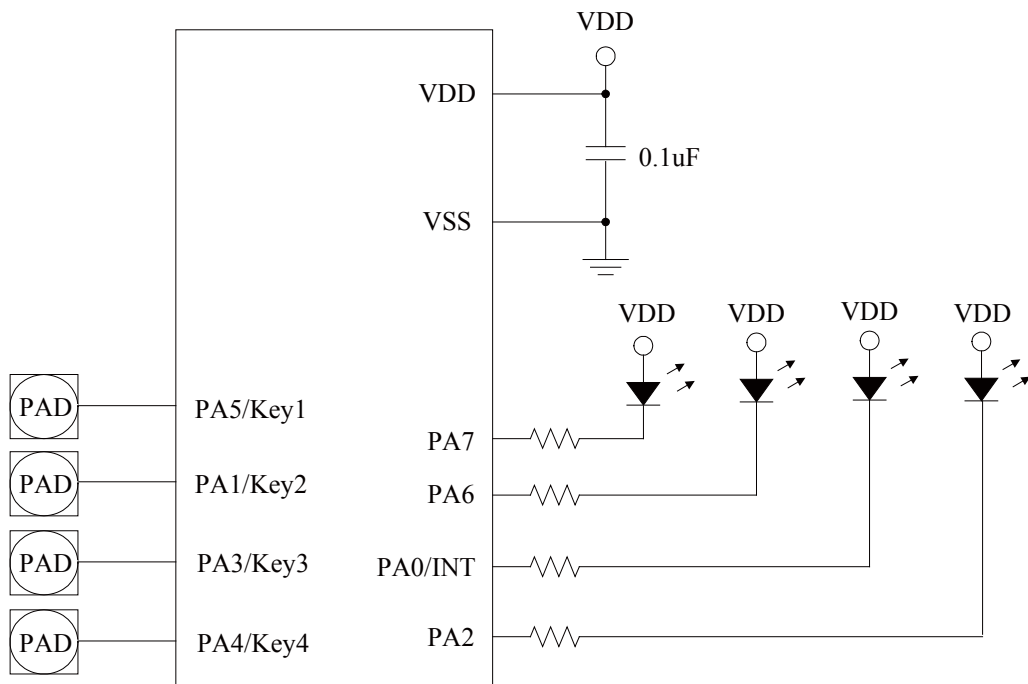 VDD
VDD
0.1uF
VSS
VDD
VDD
VDD
VDD
PAD
PA5/Key1
PA7
PAD
PA1/Key2
PA6
PAD
PA3/Key3
PA0/INT
PAD
PA4/Key4
PA2